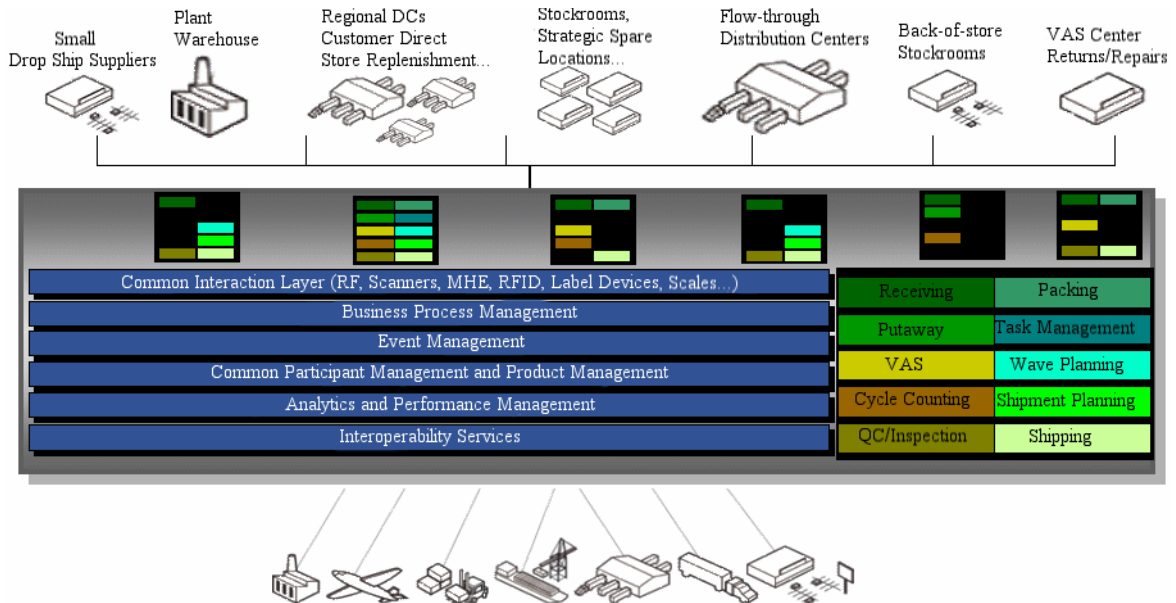 Small
Drop Ship Suppliers
Plant
Warehouse
Regional DCs
Customer Direct
Store Replenishment...
Stockrooms,
Strategic Spare
Locations...
Flow-through
Distribution Centers
Back-of-store
Stockrooms
VAS Center
Returns/Repairs
Common Interaction Layer (RF, Scanners, MHE, RFID, Label Devices, Scales...)
Business Process Management
Event Management
Common Participant Management and Product Management
Analytics and Performance Management
Interoperability Services
Receiving
Packing
Putaway
Task Management
VAS
Wave Planning
Cycle Counting
Shipment Planning
QC/Inspection
Shipping